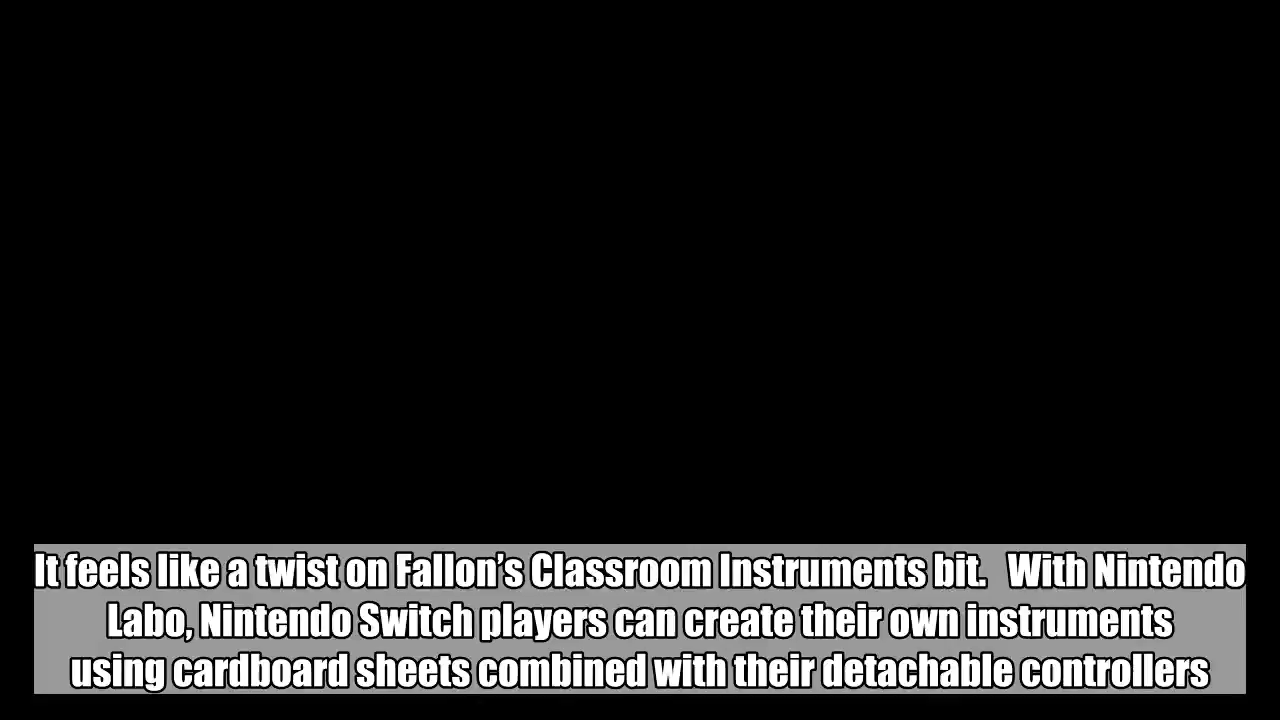 It feels like a twist on Fallon’s Classroom Instruments bit.   With Nintendo
Labo, Nintendo Switch players can create their own instruments
using cardboard sheets combined with their detachable controllers